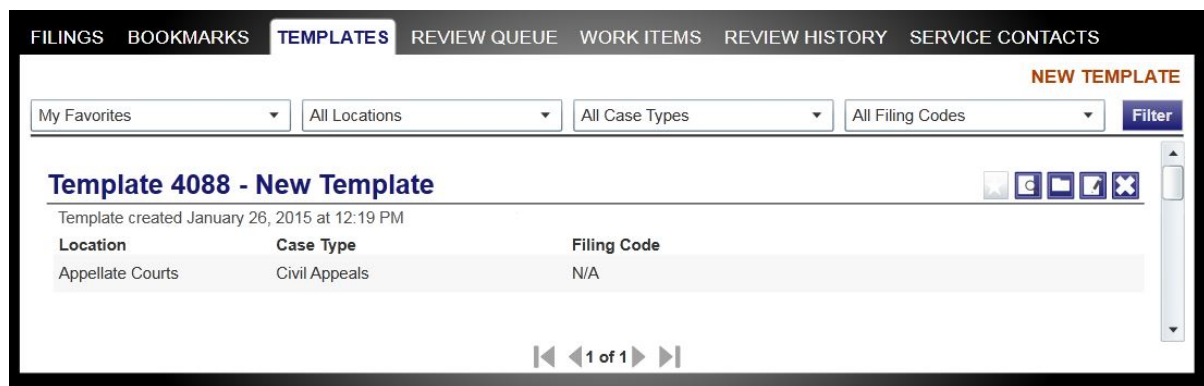 FILINGS BOOKMARKS TEMPLATES REVIEW QUEUE WORK ITEMS REVIEW HISTORY SERVICE CONTACTS
NEW TEMPLATE
My Favorites All Locations All Case Types All Filing Codes Filter
Template 4088 - New Template
Template created January 26, 2015 at 12:19 PM
Location Case Type Filing Code
Appellate Courts Civil Appeals N/A
1 of 1